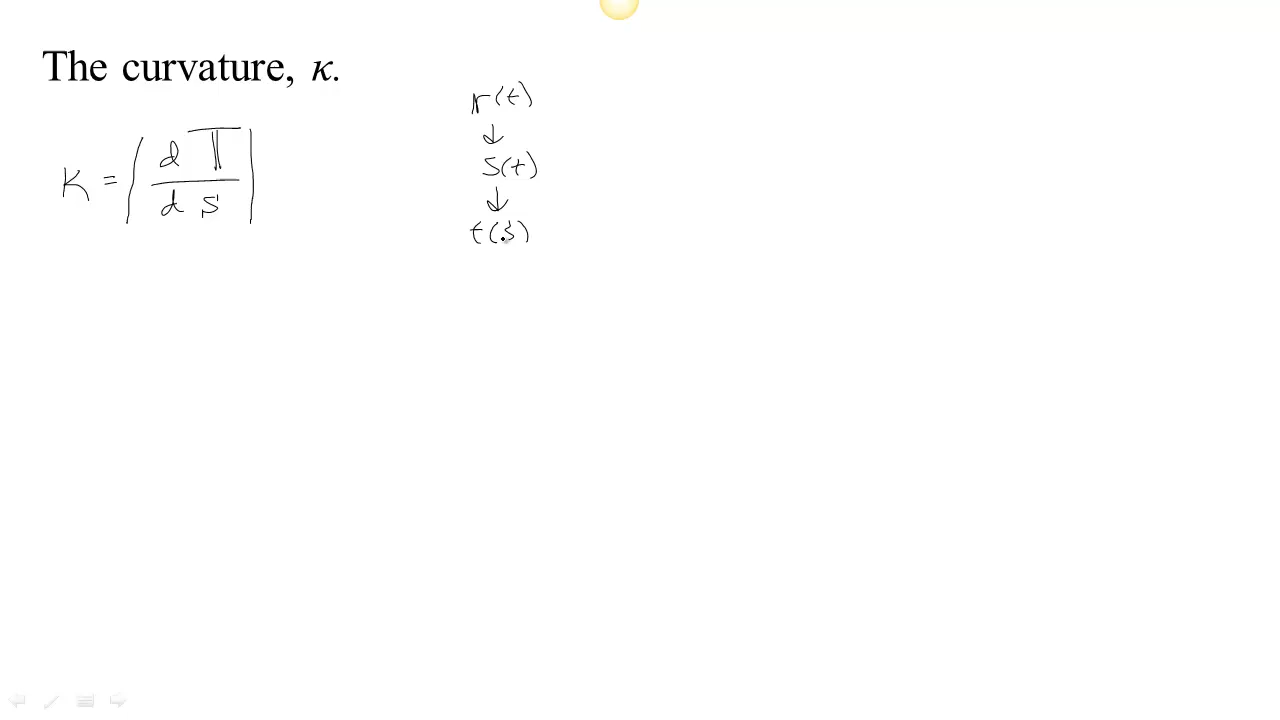 The curvature, κ.
K = | d𝕋 / ds |
𝕣(t)
↓
s(t)
↓
t(s)